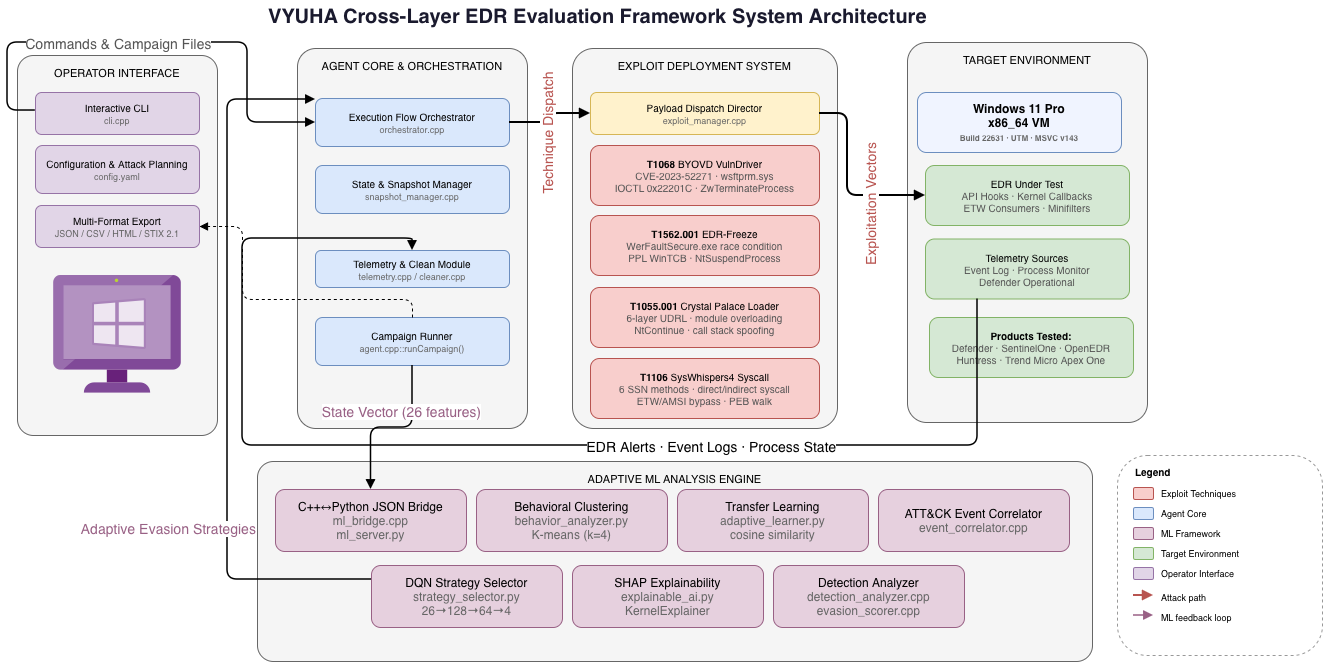 VYUHA Cross-Layer EDR Evaluation Framework System Architecture
Commands & Campaign Files
OPERATOR INTERFACE
Interactive CLI
cli.cpp
Configuration & Attack Planning
config.yaml
Multi-Format Export
JSON / CSV / HTML / STIX 2.1
AGENT CORE & ORCHESTRATION
Execution Flow Orchestrator
orchestrator.cpp
State & Snapshot Manager
snapshot_manager.cpp
Telemetry & Clean Module
telemetry.cpp / cleaner.cpp
Campaign Runner
agent.cpp::runCampaign()
State Vector (26 features)
Technique Dispatch
EXPLOIT DEPLOYMENT SYSTEM
Payload Dispatch Director
exploit_manager.cpp
T1068 BYOVD VulnDriver
CVE-2023-52271 · wsftprm.sys
IOCTL 0x22201C · ZwTerminateProcess
T1562.001 EDR-Freeze
WerFaultSecure.exe race condition
PPL WinTCB · NtSuspendProcess
T1055.001 Crystal Palace Loader
6-layer UDRL · module overloading
NtContinue · call stack spoofing
T1106 SysWhispers4 Syscall
6 SSN methods · direct/indirect syscall
ETW/AMSI bypass · PEB walk
Exploitation Vectors
TARGET ENVIRONMENT
Windows 11 Pro
x86_64 VM
Build 22631 · UTM · MSVC v143
EDR Under Test
API Hooks · Kernel Callbacks
ETW Consumers · Minifilters
Telemetry Sources
Event Log · Process Monitor
Defender Operational
Products Tested:
Defender · SentinelOne · OpenEDR
Huntress · Trend Micro Apex One
EDR Alerts · Event Logs · Process State
Adaptive Evasion Strategies
ADAPTIVE ML ANALYSIS ENGINE
C++↔Python JSON Bridge
ml_bridge.cpp
ml_server.py
Behavioral Clustering
behavior_analyzer.py
K-means (k=4)
Transfer Learning
adaptive_learner.py
cosine similarity
ATT&CK Event Correlator
event_correlator.cpp
DQN Strategy Selector
strategy_selector.py
26→128→64→4
SHAP Explainability
explainable_ai.py
KernelExplainer
Detection Analyzer
detection_analyzer.cpp
evasion_scorer.cpp
Legend
Exploit Techniques
Agent Core
ML Framework
Target Environment
Operator Interface
Attack path
ML feedback loop